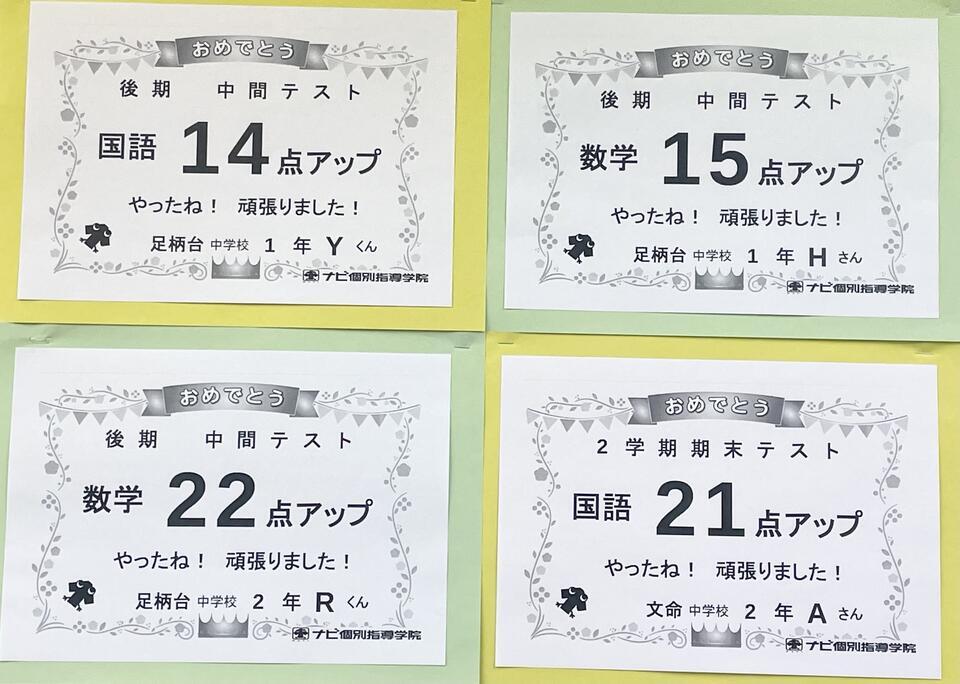 おめでとう
後期 中間テスト
国語 14点アップ
やったね！ 頑張りました！
足柄台中学校 1年 Yくん
ナビ個別指導学院
おめでとう
後期 中間テスト
数学 15点アップ
やったね！ 頑張りました！
足柄台中学校 1年 Hさん
ナビ個別指導学院
おめでとう
後期 中間テスト
数学 22点アップ
やったね！ 頑張りました！
足柄台中学校 2年 Rくん
ナビ個別指導学院
おめでとう
2学期期末テスト
国語 21点アップ
やったね！ 頑張りました！
文命中学校 2年 Aさん
ナビ個別指導学院